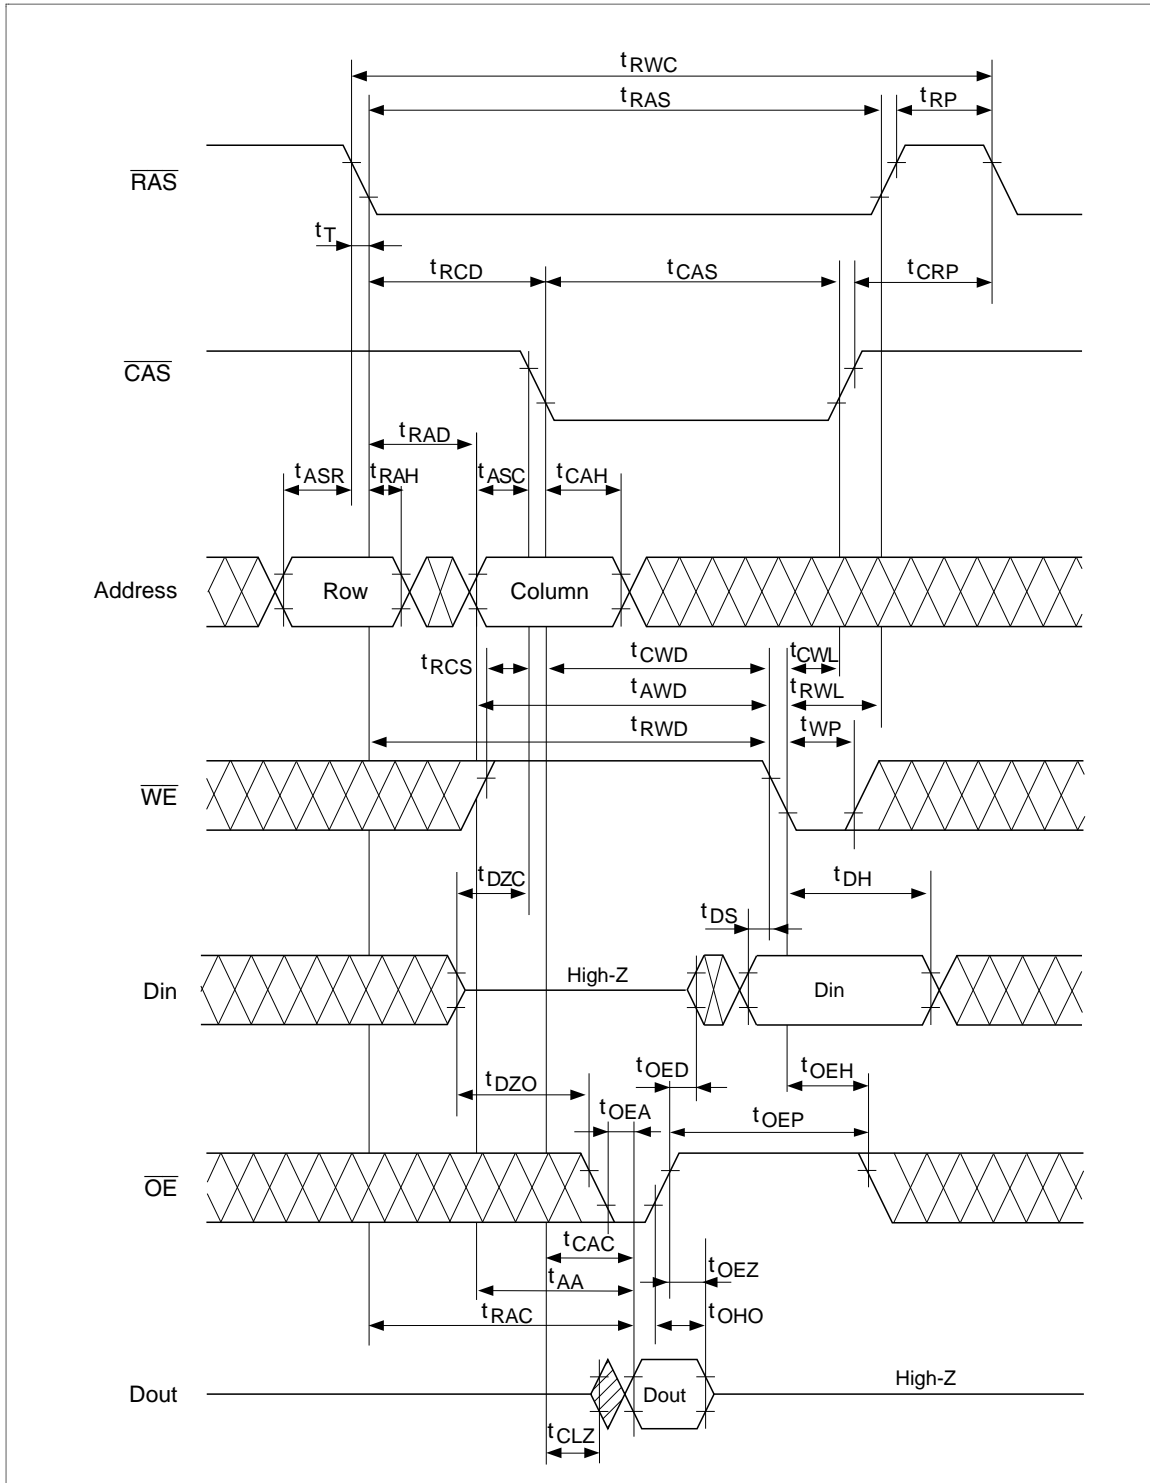 tRWC
tRAS
tRP
RAS
tT
tRCD
tCAS
tCRP
CAS
tRAD
tASR
tRAH
tASC
tCAH
Address
Row
Column
tRCS
tCWD
tCWL
tAWD
tRWL
tRWD
tWP
WE
tDZC
tDH
tDS
High-Z
Din
Din
tOED
tOEH
tDZO
tOEA
tOEP
OE
tCAC
tOEZ
tAA
tRAC
tOHO
High-Z
Dout
Dout
tCLZ